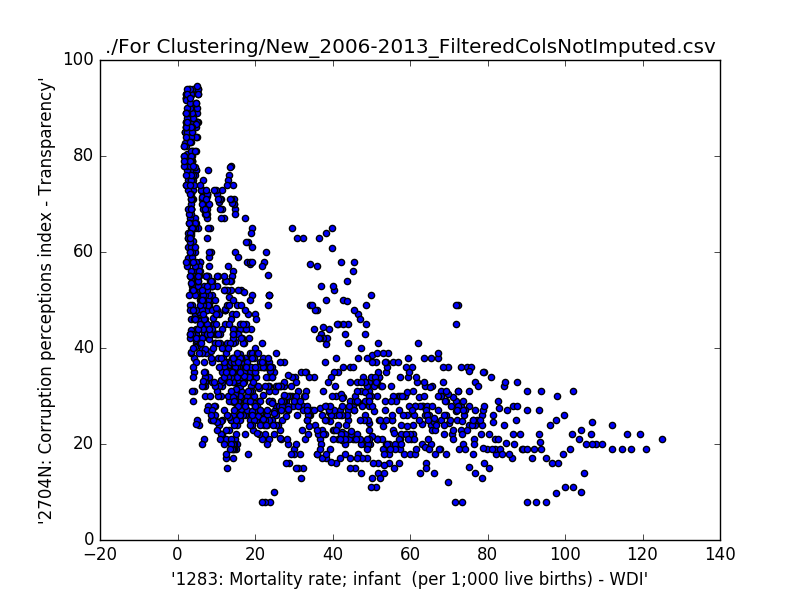 ./For Clustering/New_2006-2013_FilteredColsNotImputed.csv
'2704N: Corruption perceptions index - Transparency'
100
80
60
40
20
0
−20 0 20 40 60 80 100 120 140
'1283: Mortality rate; infant  (per 1;000 live births) - WDI'